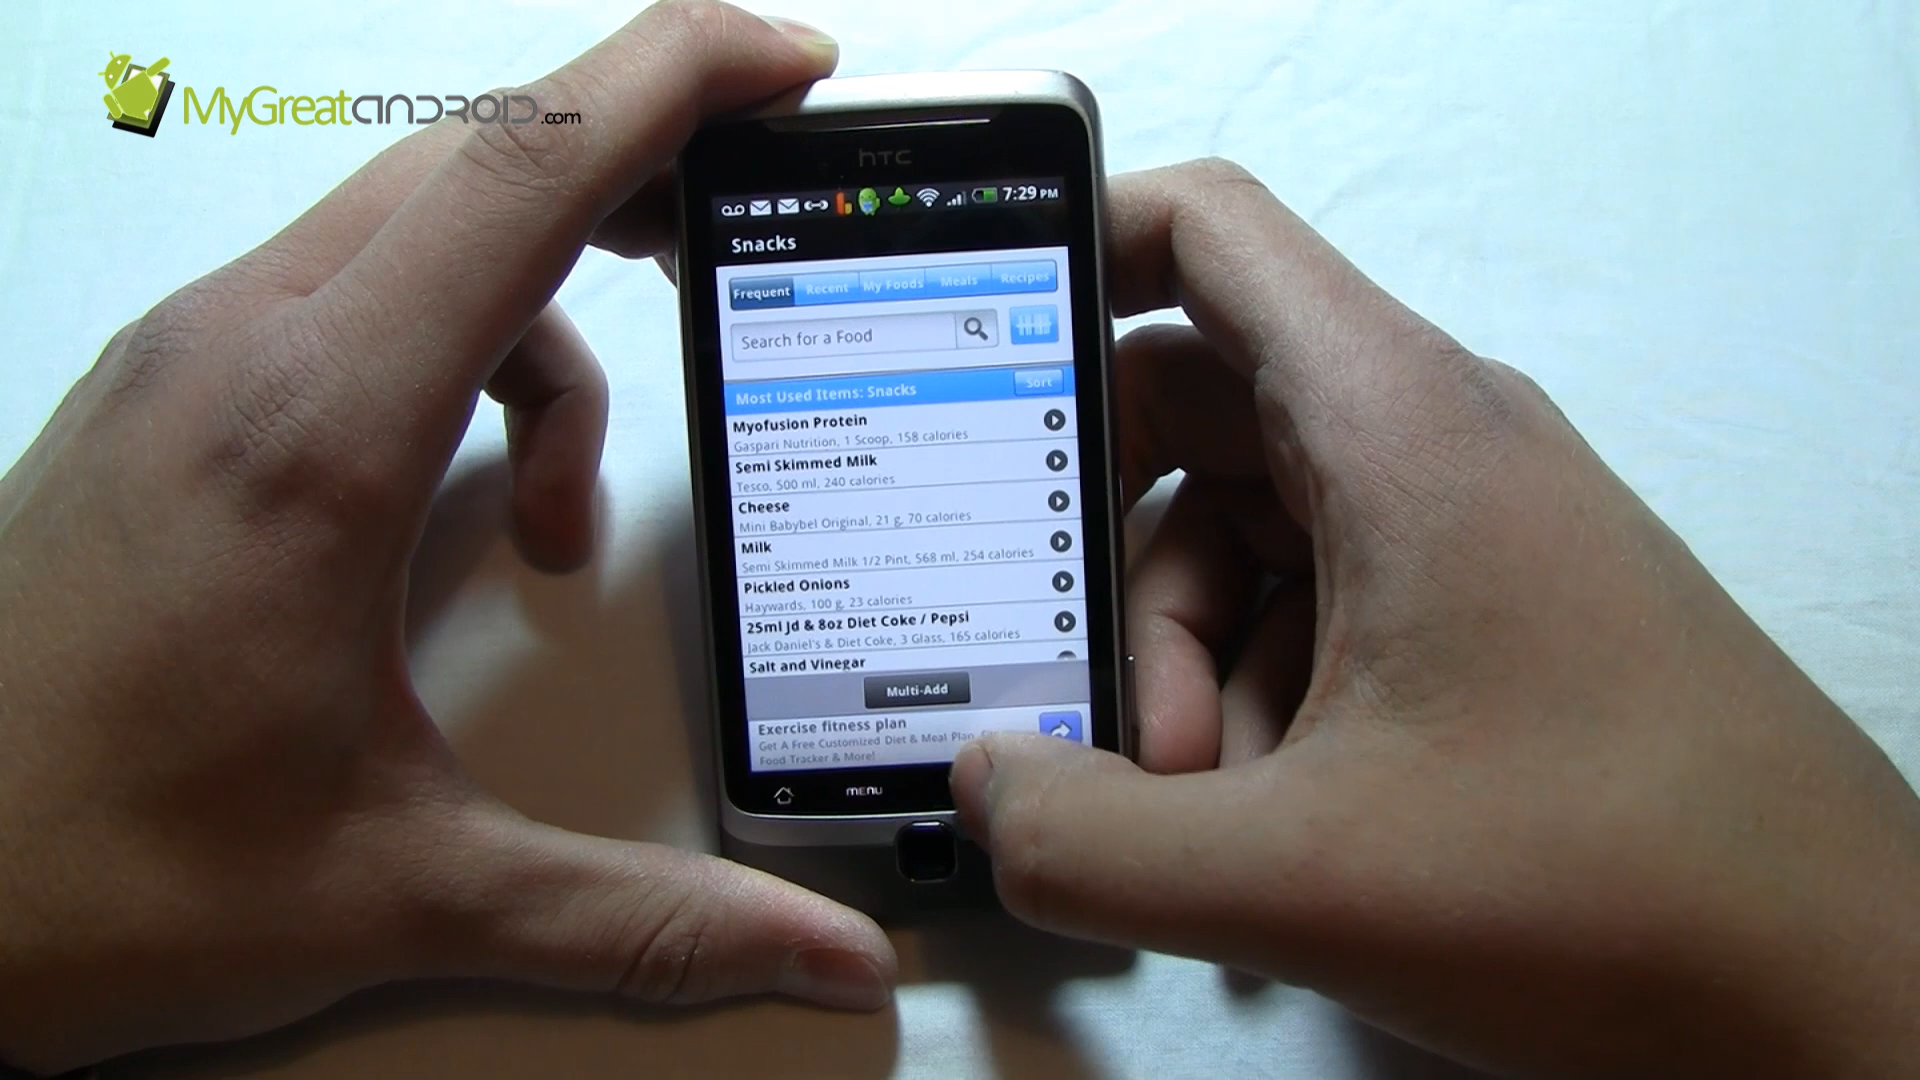 MyGreatANDROID.com
htc
7:29 PM
Snacks
Frequent Recent My Foods Meals Recipes
Search for a Food
Most Used Items: Snacks Sort
Myofusion Protein
Gaspari Nutrition, 1 Scoop, 158 calories
Semi Skimmed Milk
Tesco, 500 ml, 240 calories
Cheese
Mini Babybel Original, 21 g, 70 calories
Milk
Semi Skimmed Milk 1/2 Pint, 568 ml, 254 calories
Pickled Onions
Haywards, 100 g, 23 calories
25ml Jd & 8oz Diet Coke / Pepsi
Jack Daniel's & Diet Coke, 3 Glass, 165 calories
Salt and Vinegar
Multi-Add
Exercise fitness plan
Get A Free Customized Diet & Meal Plan,
Food Tracker & More!
MENU